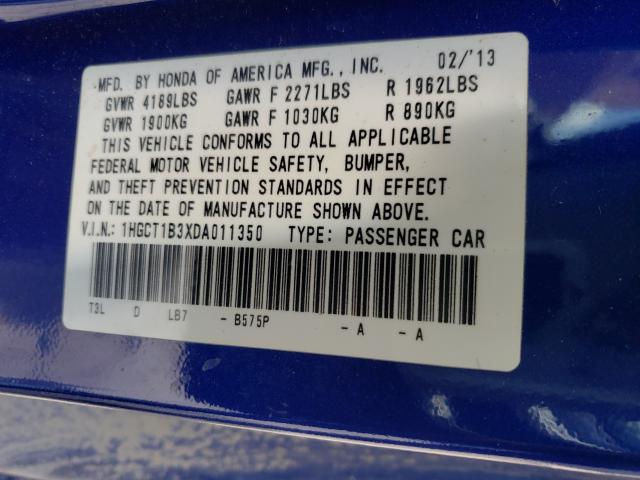 MFD. BY HONDA OF AMERICA MFG., INC. 02/'13
GVWR 4189LBS GAWR F 2271LBS R 1962LBS
GVWR 1900KG GAWR F 1030KG R 890KG
THIS VEHICLE CONFORMS TO ALL APPLICABLE
FEDERAL MOTOR VEHICLE SAFETY, BUMPER,
AND THEFT PREVENTION STANDARDS IN EFFECT
ON THE DATE OF MANUFACTURE SHOWN ABOVE.
V.I.N.: 1HGCT1B3XDA011350 TYPE: PASSENGER CAR
T3L D LB7 - B575P - A - A